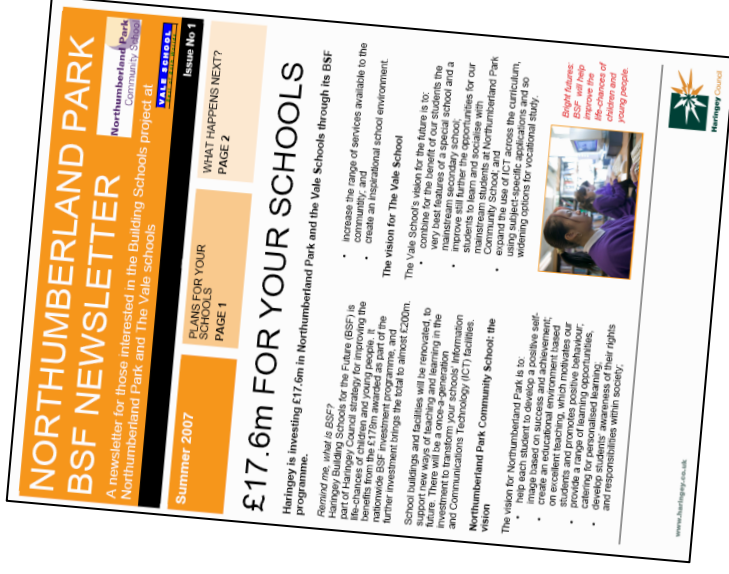 NORTHUMBERLAND PARK
BSF NEWSLETTER
Northumberland Park
Community School
VALE SCHOOL
A newsletter for those interested in the Building Schools project at
Northumberland Park and The Vale schools
Issue No 1
Summer 2007
PLANS FOR YOUR
SCHOOLS
PAGE 1
WHAT HAPPENS NEXT?
PAGE 2
£17.6m FOR YOUR SCHOOLS
Haringey is investing £17.6m in Northumberland Park and the Vale Schools through its BSF
programme.
Remind me, what is BSF?
Haringey Building Schools for the Future (BSF) is
part of Haringey Council strategy for improving the
life-chances of children and young people. It
benefits from the £178m awarded as part of the
nationwide BSF investment programme, and
further investment brings the total to almost £200m.
School buildings and facilities will be renovated, to
support new ways of teaching and learning in the
future. There will be a once-a-generation
investment to transform your schools' Information
and Communications Technology (ICT) facilities.
Northumberland Park Community School: the
vision
The vision for Northumberland Park is to:
• help each student to develop a positive self-
image based on success and achievement;
• create an educational environment based
on excellent teaching, which motivates our
students and promotes positive behaviour;
• provide a range of learning opportunities,
catering for personalised learning;
• develop students' awareness of their rights
and responsibilities within society;
• increase the range of services available to the
community; and
• create an inspirational school environment.
The vision for The Vale School
The Vale School's vision for the future is to:
• combine for the benefit of our students the
very best features of a special school and a
mainstream secondary school;
• improve still further the opportunities for our
students to learn and socialise with
mainstream students at Northumberland Park
Community School; and
• expand the use of ICT across the curriculum,
using subject-specific applications and so
widening options for vocational study.
Bright futures:
BSF will help
improve the
life-chances of
children and
young people.
www.haringey.co.uk
Haringey Council